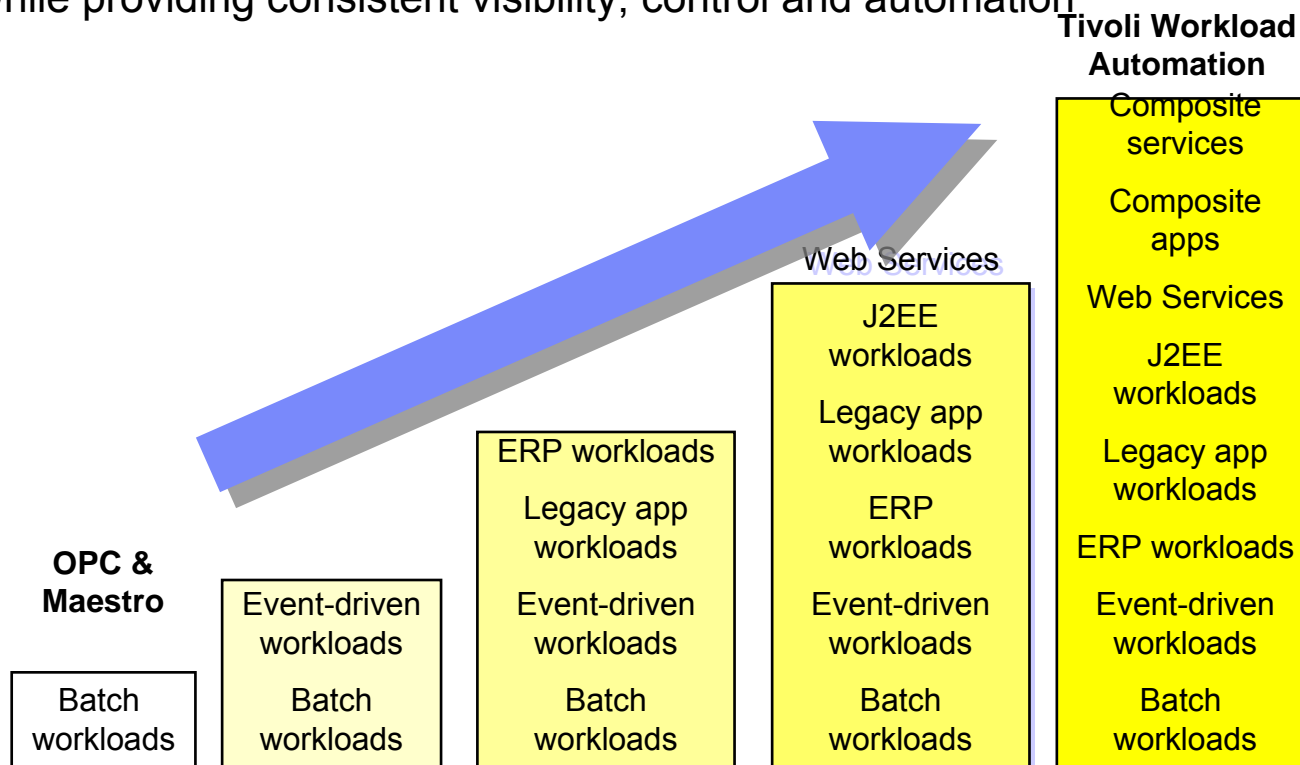 while providing consistent visibility, control and automation
Tivoli Workload
Automation
OPC &
Maestro
Batch
workloads
Event-driven
workloads
Batch
workloads
ERP workloads
Legacy app
workloads
Event-driven
workloads
Batch
workloads
Web Services
J2EE
workloads
Legacy app
workloads
ERP
workloads
Event-driven
workloads
Batch
workloads
Composite
services
Composite
apps
Web Services
J2EE
workloads
Legacy app
workloads
ERP workloads
Event-driven
workloads
Batch
workloads